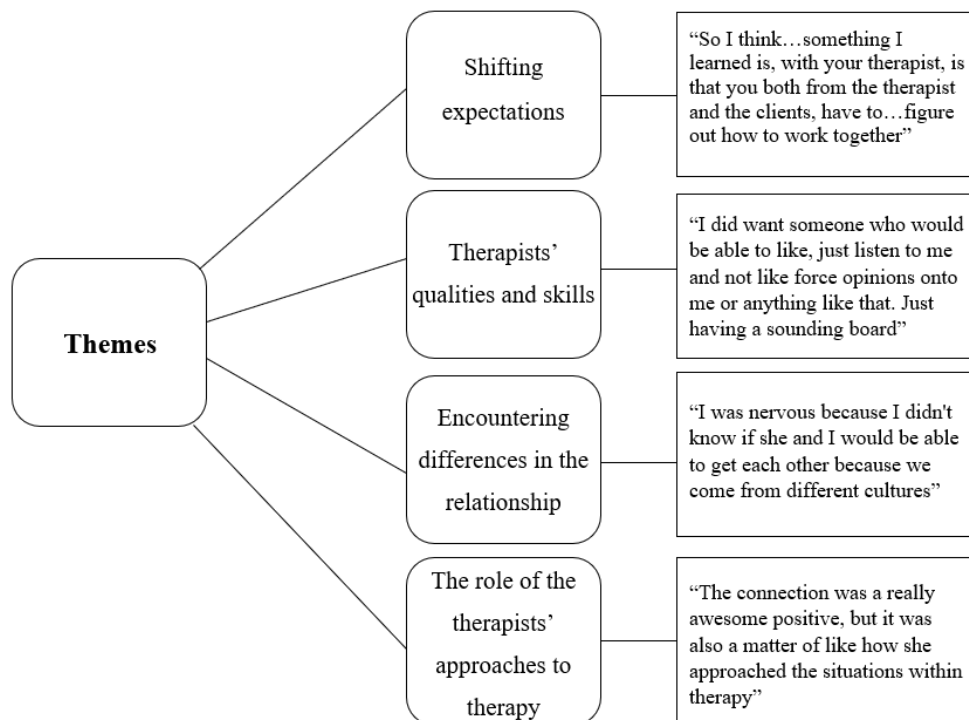 Themes
Shifting
expectations
“So I think…something I
learned is, with your therapist, is
that you both from the therapist
and the clients, have to…figure
out how to work together”
Therapists’
qualities and skills
“I did want someone who would
be able to like, just listen to me
and not like force opinions onto
me or anything like that. Just
having a sounding board”
Encountering
differences in the
relationship
“I was nervous because I didn't
know if she and I would be able
to get each other because we
come from different cultures”
The role of the
therapists’
approaches to
therapy
“The connection was a really
awesome positive, but it was
also a matter of like how she
approached the situations within
therapy”